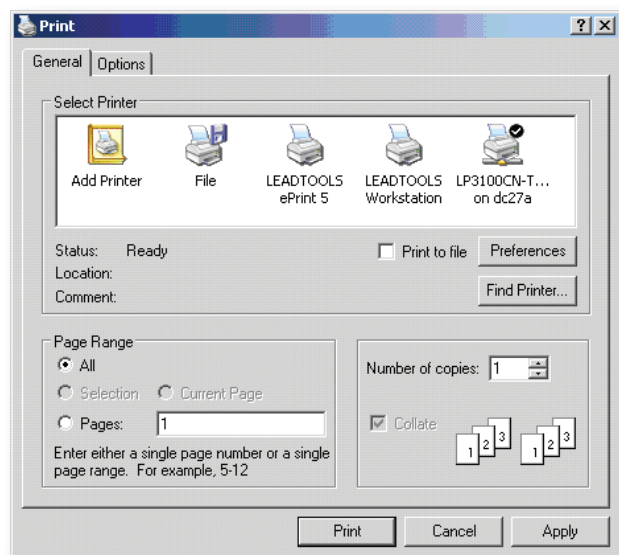 Print
General Options
Select Printer
Add Printer File LEADTOOLS LEADTOOLS LP3100CN-T...
ePrint 5 Workstation on dc27a
Status: Ready Print to file Preferences
Location:
Comment: Find Printer...
Page Range
All Number of copies: 1
Selection Current Page
Pages: 1 Collate
1 2 3 1 2 3
Enter either a single page number or a single
page range. For example, 5-12
Print Cancel Apply